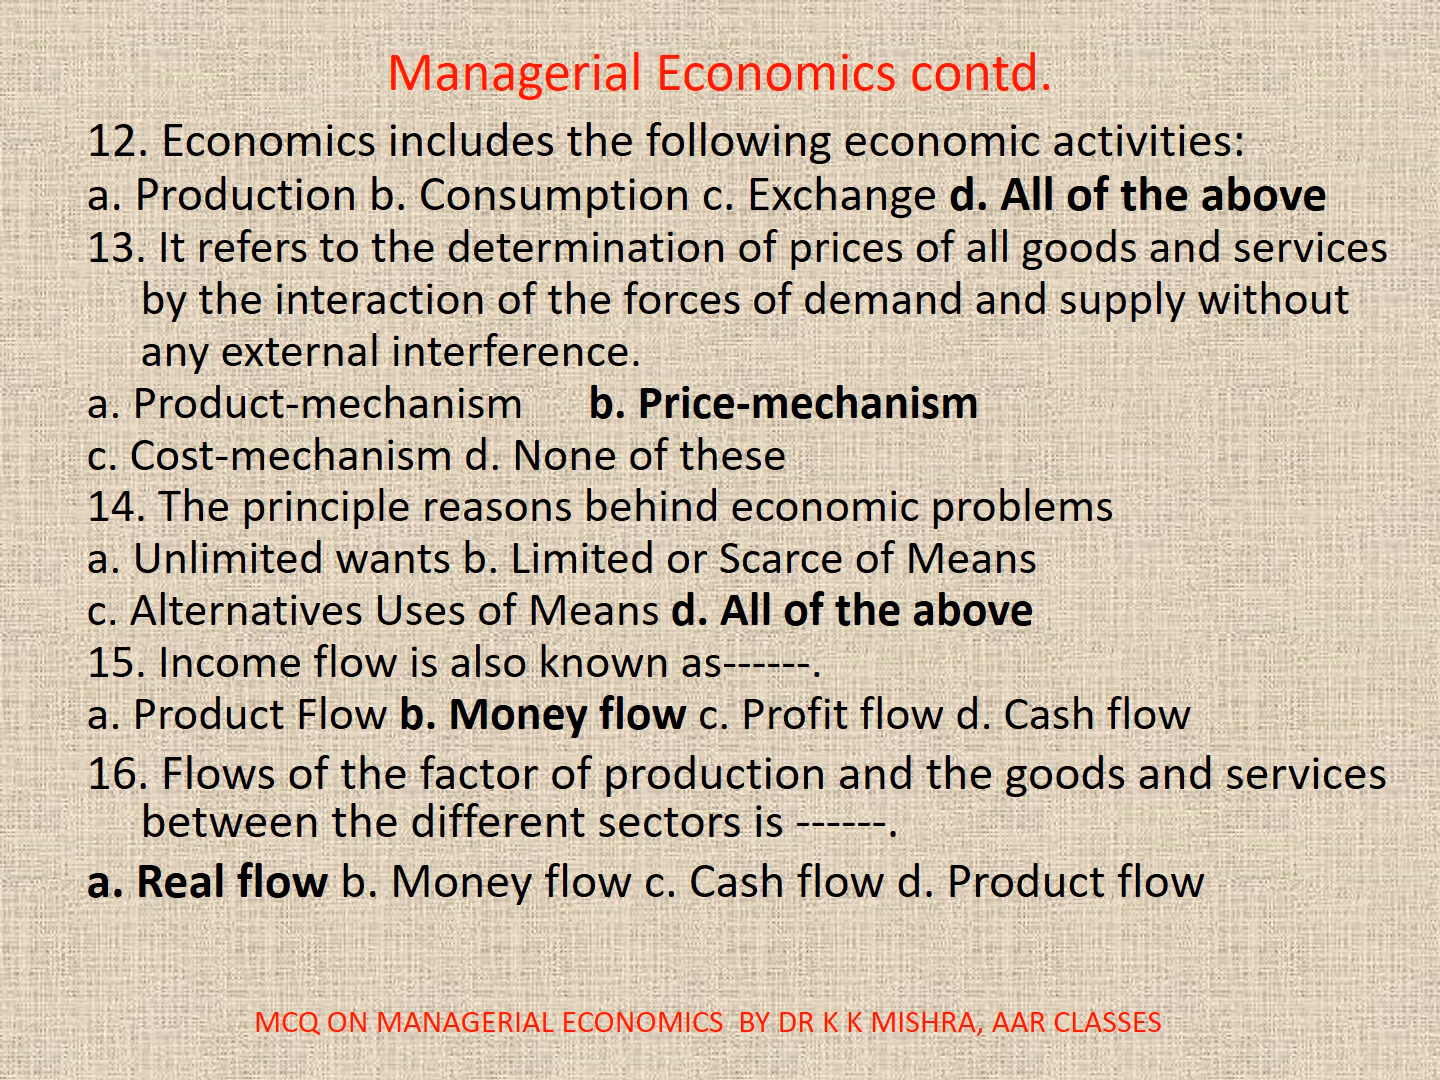 Managerial Economics contd.
12. Economics includes the following economic activities:
a. Production b. Consumption c. Exchange d. All of the above
13. It refers to the determination of prices of all goods and services
by the interaction of the forces of demand and supply without
any external interference.
a. Product-mechanism b. Price-mechanism
c. Cost-mechanism d. None of these
14. The principle reasons behind economic problems
a. Unlimited wants b. Limited or Scarce of Means
c. Alternatives Uses of Means d. All of the above
15. Income flow is also known as------.
a. Product Flow b. Money flow c. Profit flow d. Cash flow
16. Flows of the factor of production and the goods and services
between the different sectors is ------.
a. Real flow b. Money flow c. Cash flow d. Product flow
MCQ ON MANAGERIAL ECONOMICS BY DR K K MISHRA, AAR CLASSES